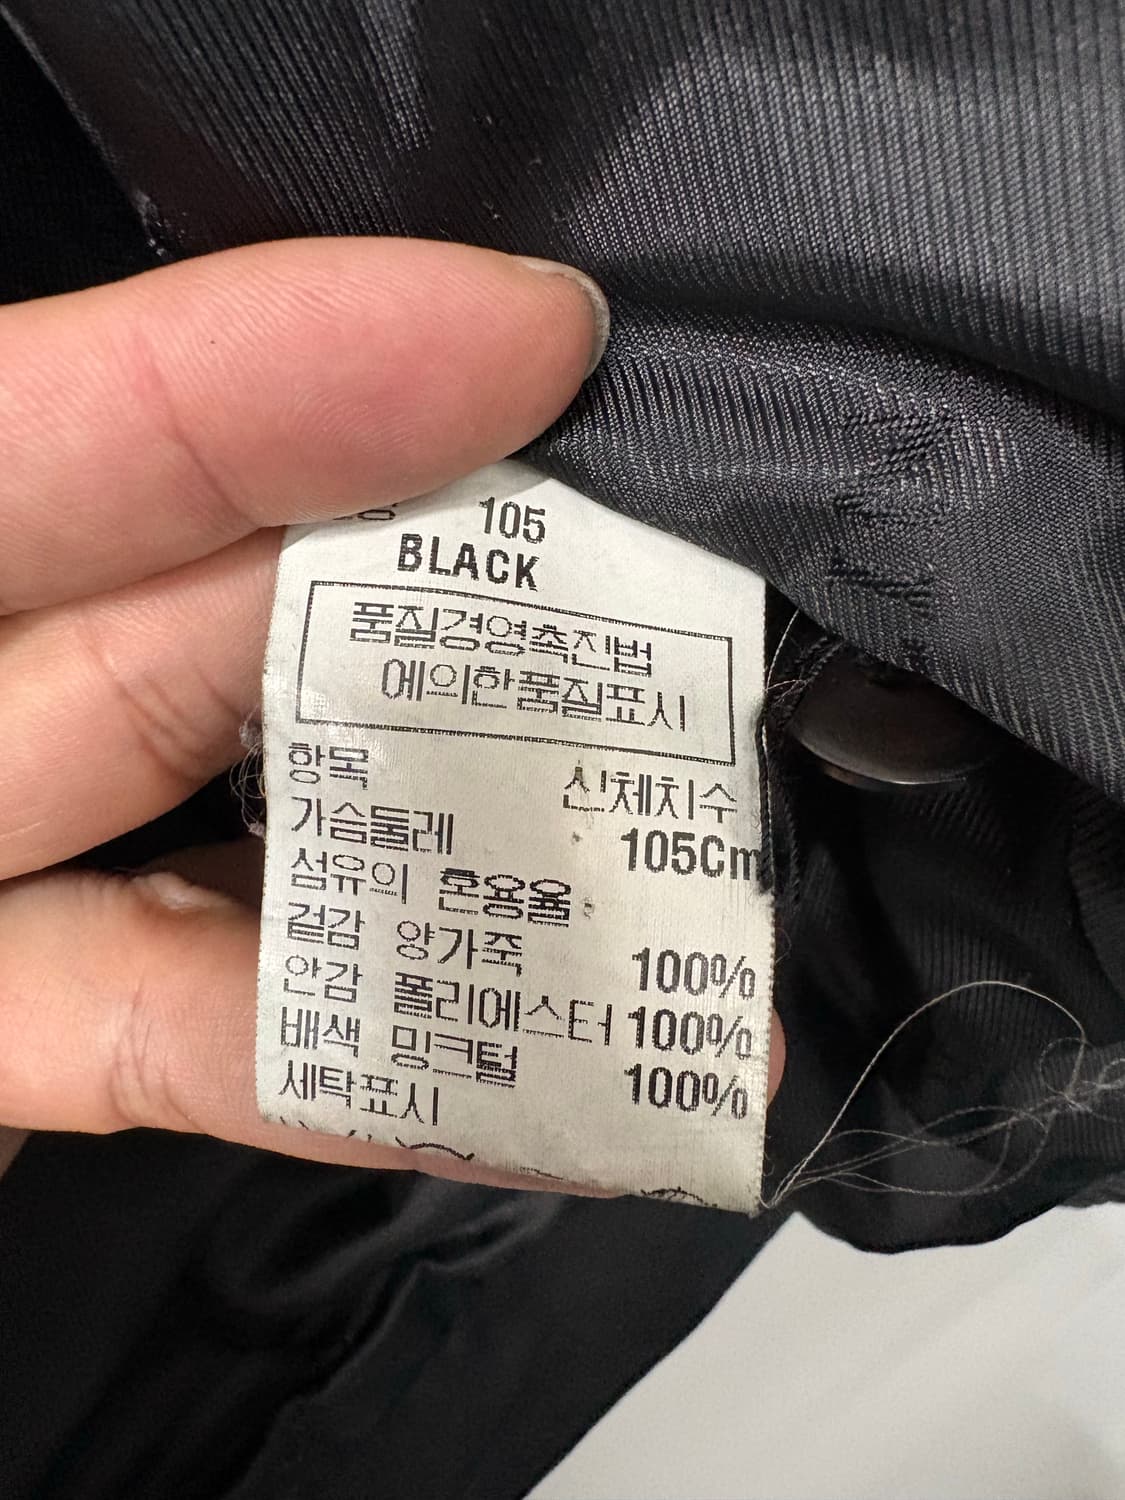 105
BLACK
품질경영촉진법
에의한품질표시
항목 신체치수
가슴둘레 105Cm
섬유의 혼용율
겉감 양가죽 100%
안감 폴리에스터 100%
배색 밍크털 100%
세탁표시